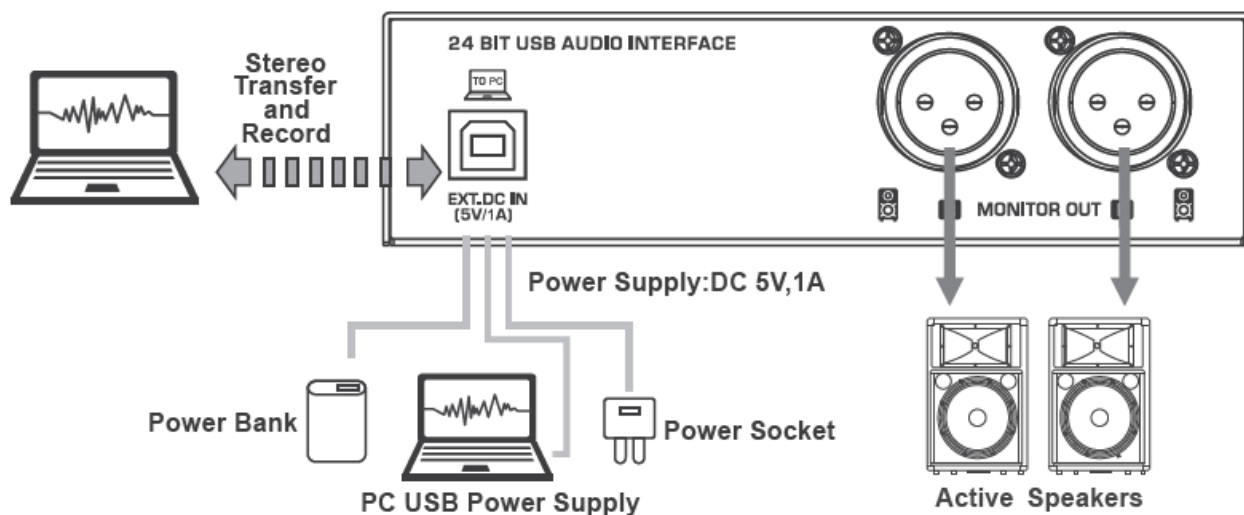 24 BIT USB AUDIO INTERFACE
Stereo
Transfer
and
Record
TO PC
EXT.DC IN
(5V/1A)
MONITOR OUT
Power Supply:DC 5V,1A
Power Bank
Power Socket
PC USB Power Supply
Active Speakers